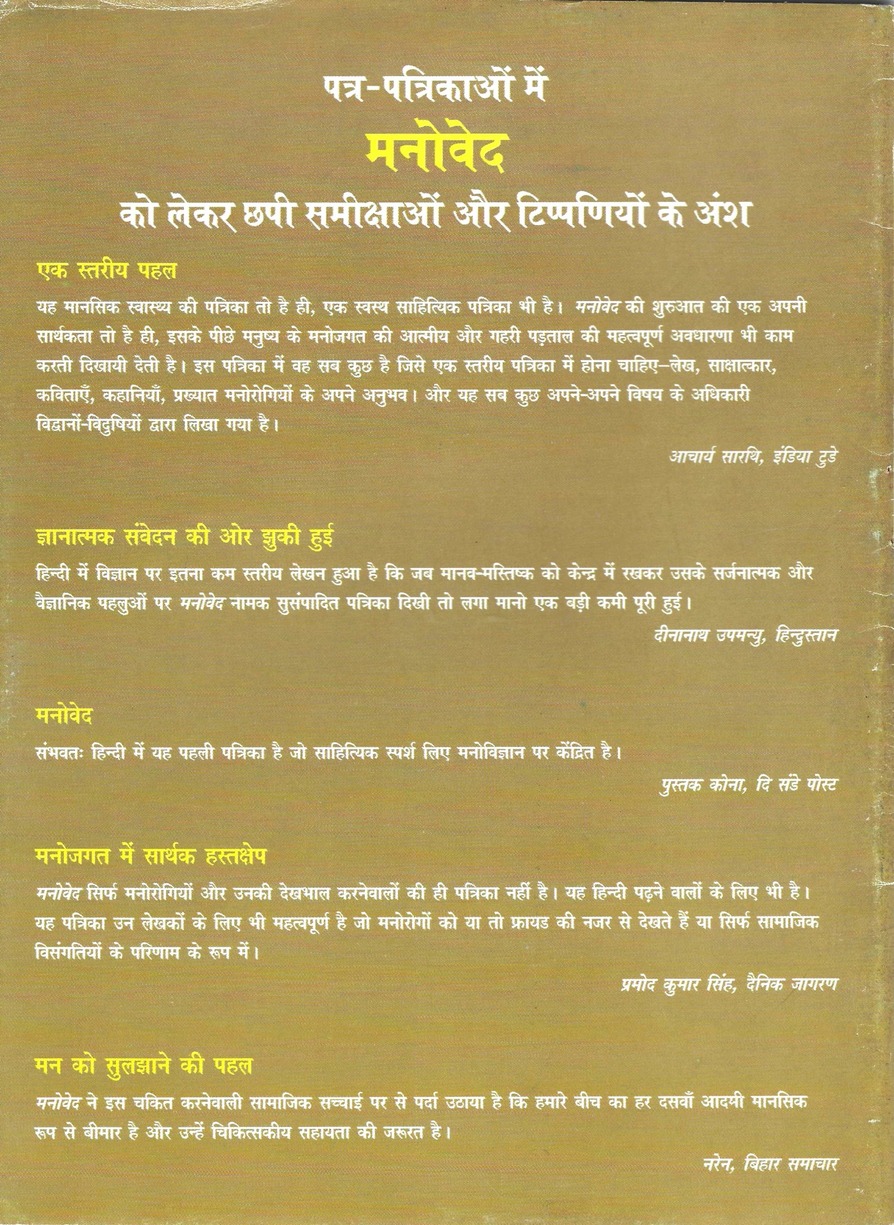 पत्र-पत्रिकाओं में
मनोवेद
को लेकर छपी समीक्षाओं और टिप्पणियों के अंश
एक स्तरीय पहल
यह मानसिक स्वास्थ्य की पत्रिका तो है ही, एक स्वस्थ साहित्यिक पत्रिका भी है। मनोवेद की शुरुआत की एक अपनी
सार्थकता तो है ही, इसके पीछे मनुष्य के मनोजगत की आत्मीय और गहरी पड़ताल की महत्वपूर्ण अवधारणा भी काम
करती दिखायी देती है। इस पत्रिका में वह सब कुछ है जिसे एक स्तरीय पत्रिका में होना चाहिए–लेख, साक्षात्कार,
कविताएँ, कहानियाँ, प्रख्यात मनोरोगियों के अपने अनुभव। और यह सब कुछ अपने-अपने विषय के अधिकारी
विद्वानों-विदुषियों द्वारा लिखा गया है।
आचार्य सारथि, इंडिया टुडे
ज्ञानात्मक संवेदन की ओर झुकी हुई
हिन्दी में विज्ञान पर इतना कम स्तरीय लेखन हुआ है कि जब मानव-मस्तिष्क को केन्द्र में रखकर उसके सर्जनात्मक और
वैज्ञानिक पहलुओं पर मनोवेद नामक सुसंपादित पत्रिका दिखी तो लगा मानो एक बड़ी कमी पूरी हुई।
दीनानाथ उपमन्यु, हिन्दुस्तान
मनोवेद
संभवतः हिन्दी में यह पहली पत्रिका है जो साहित्यिक स्पर्श लिए मनोविज्ञान पर केंद्रित है।
पुस्तक कोना, दि संडे पोस्ट
मनोजगत में सार्थक हस्तक्षेप
मनोवेद सिर्फ मनोरोगियों और उनकी देखभाल करनेवालों की ही पत्रिका नहीं है। यह हिन्दी पढ़ने वालों के लिए भी है।
यह पत्रिका उन लेखकों के लिए भी महत्वपूर्ण है जो मनोरोगों को या तो फ्रायड की नजर से देखते हैं या सिर्फ सामाजिक
विसंगतियों के परिणाम के रूप में।
प्रमोद कुमार सिंह, दैनिक जागरण
मन को सुलझाने की पहल
मनोवेद ने इस चकित करनेवाली सामाजिक सच्चाई पर से पर्दा उठाया है कि हमारे बीच का हर दसवाँ आदमी मानसिक
रूप से बीमार है और उन्हें चिकित्सकीय सहायता की जरूरत है।
नरेन, बिहार समाचार